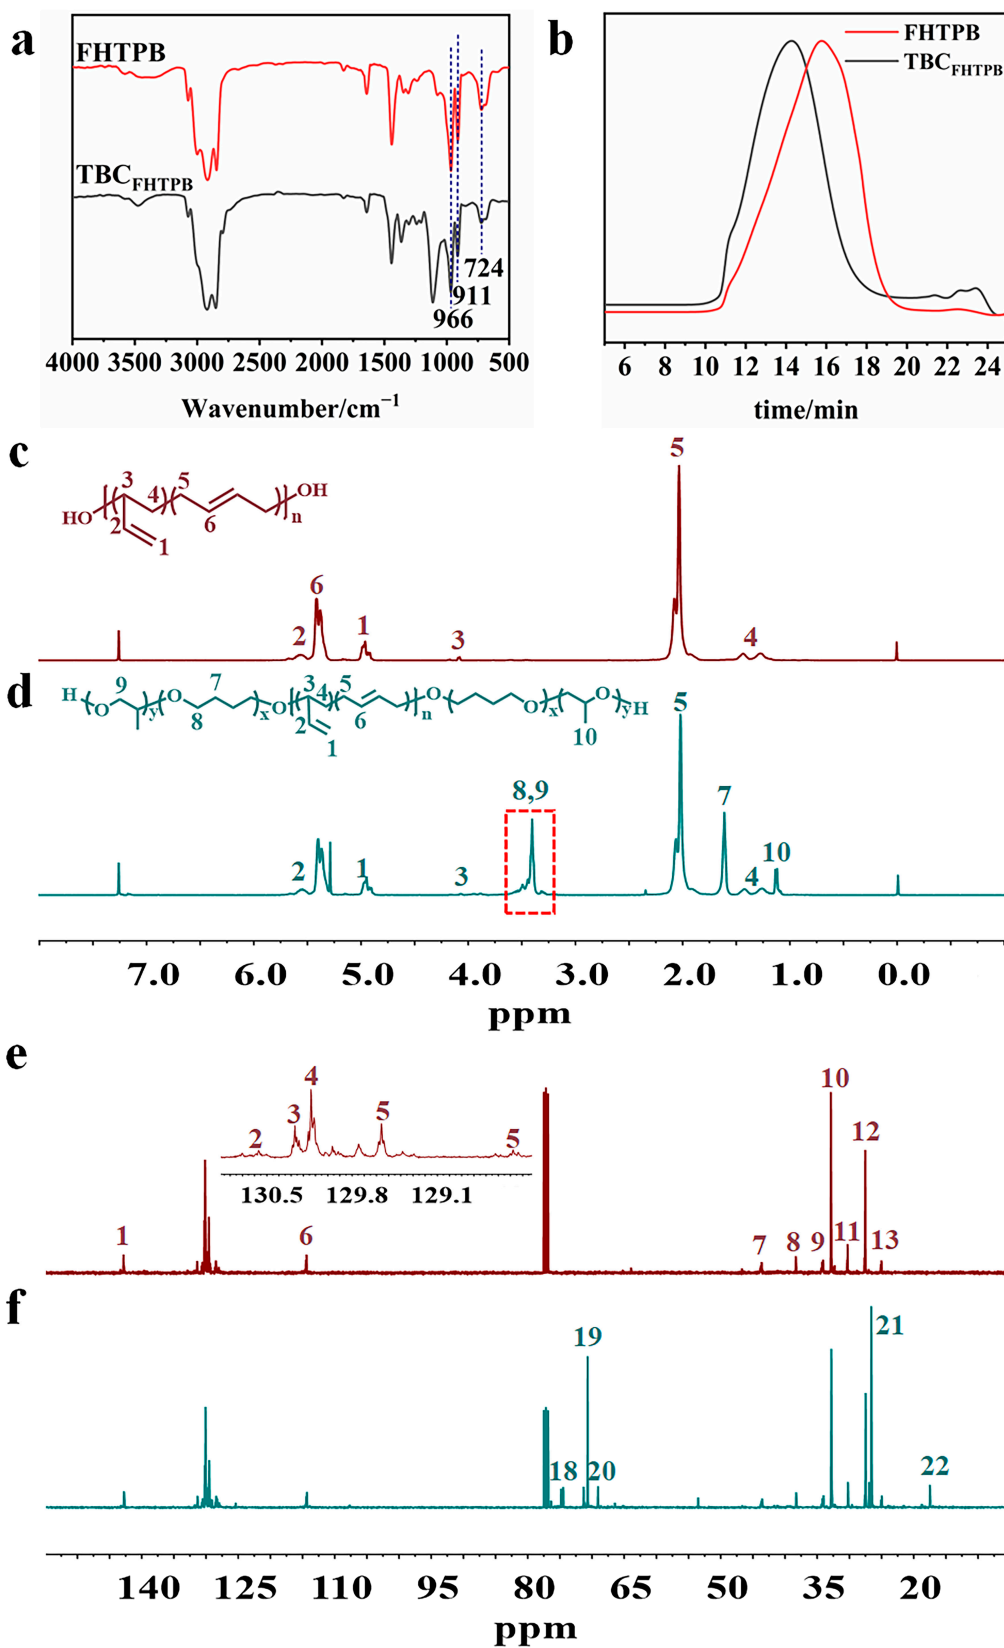 a
FHTPB
TBC_FHTPB
724
911
966
4000 3500 3000 2500 2000 1500 1000 500
Wavenumber/cm⁻¹
b
FHTPB
TBC_FHTPB
6 8 10 12 14 16 18 20 22 24
time/min
c
3 4 5
HO
OH
n
2
6
1
5
6
2
1
3
4
d
H
9
7
3 4 5
O
O
O
O
O
O
y
8
x
n
x
yH
2
6
1
10
5
8,9
7
2
1
3
4
10
7.0 6.0 5.0 4.0 3.0 2.0 1.0 0.0
ppm
e
4
3
2
5
5
130.5 129.8 129.1
10
12
1
6
7
8
9
11
13
f
19
21
18
20
22
140 125 110 95 80 65 50 35 20
ppm